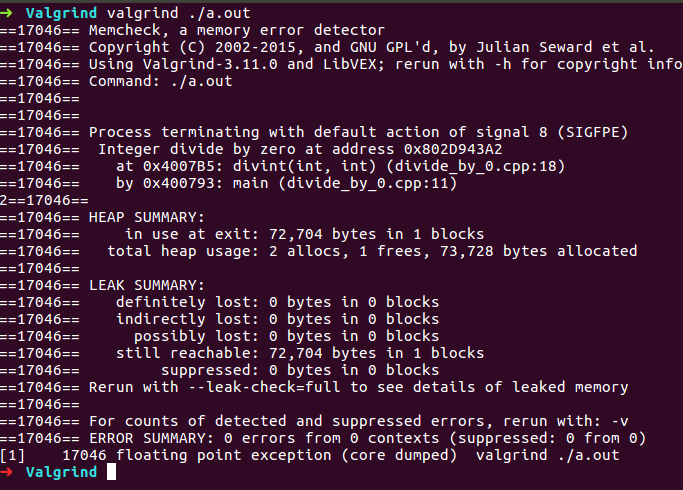 ➜  Valgrind valgrind ./a.out
==17046== Memcheck, a memory error detector
==17046== Copyright (C) 2002-2015, and GNU GPL'd, by Julian Seward et al.
==17046== Using Valgrind-3.11.0 and LibVEX; rerun with -h for copyright info
==17046== Command: ./a.out
==17046==
==17046==
==17046== Process terminating with default action of signal 8 (SIGFPE)
==17046==  Integer divide by zero at address 0x802D943A2
==17046==    at 0x4007B5: divint(int, int) (divide_by_0.cpp:18)
==17046==    by 0x400793: main (divide_by_0.cpp:11)
2==17046==
==17046== HEAP SUMMARY:
==17046==     in use at exit: 72,704 bytes in 1 blocks
==17046==   total heap usage: 2 allocs, 1 frees, 73,728 bytes allocated
==17046==
==17046== LEAK SUMMARY:
==17046==    definitely lost: 0 bytes in 0 blocks
==17046==    indirectly lost: 0 bytes in 0 blocks
==17046==      possibly lost: 0 bytes in 0 blocks
==17046==    still reachable: 72,704 bytes in 1 blocks
==17046==         suppressed: 0 bytes in 0 blocks
==17046== Rerun with --leak-check=full to see details of leaked memory
==17046==
==17046== For counts of detected and suppressed errors, rerun with: -v
==17046== ERROR SUMMARY: 0 errors from 0 contexts (suppressed: 0 from 0)
[1]    17046 floating point exception (core dumped)  valgrind ./a.out
➜  Valgrind